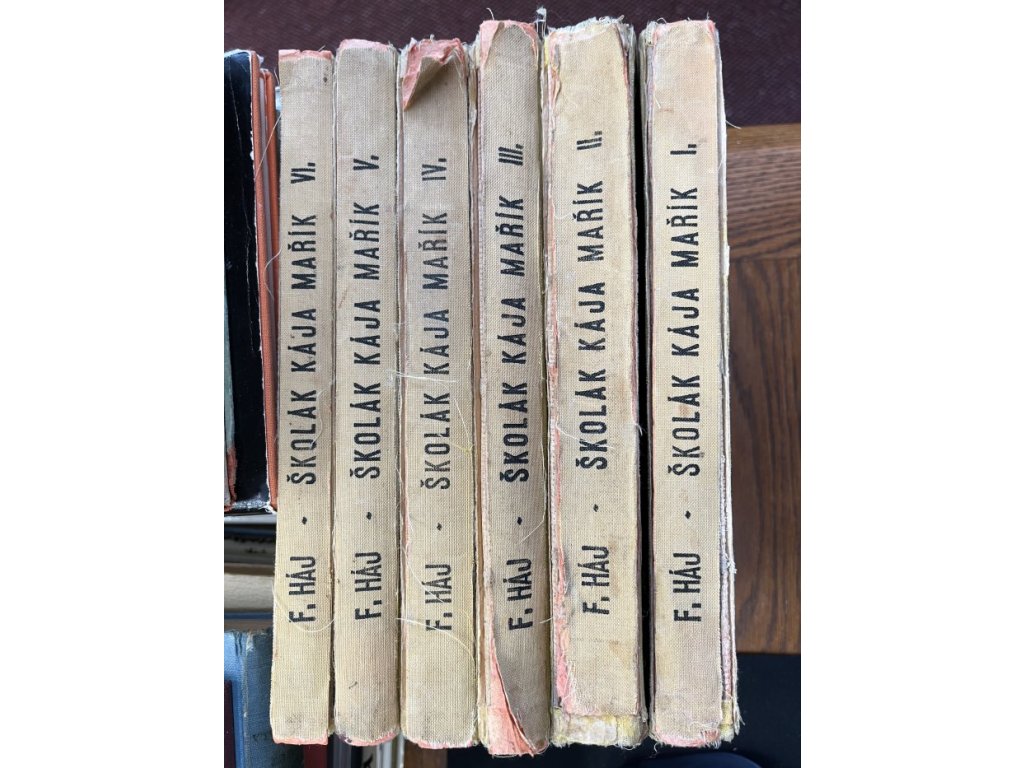 F. HÁJ • ŠKOLÁK KÁJA MAŘÍK VI.
F. HÁJ • ŠKOLÁK KÁJA MAŘÍK V.
F. HÁJ • ŠKOLÁK KÁJA MAŘÍK IV.
F. HÁJ • ŠKOLÁK KÁJA MAŘÍK III.
F. HÁJ • ŠKOLÁK KÁJA MAŘÍK II.
F. HÁJ • ŠKOLÁK KÁJA MAŘÍK I.